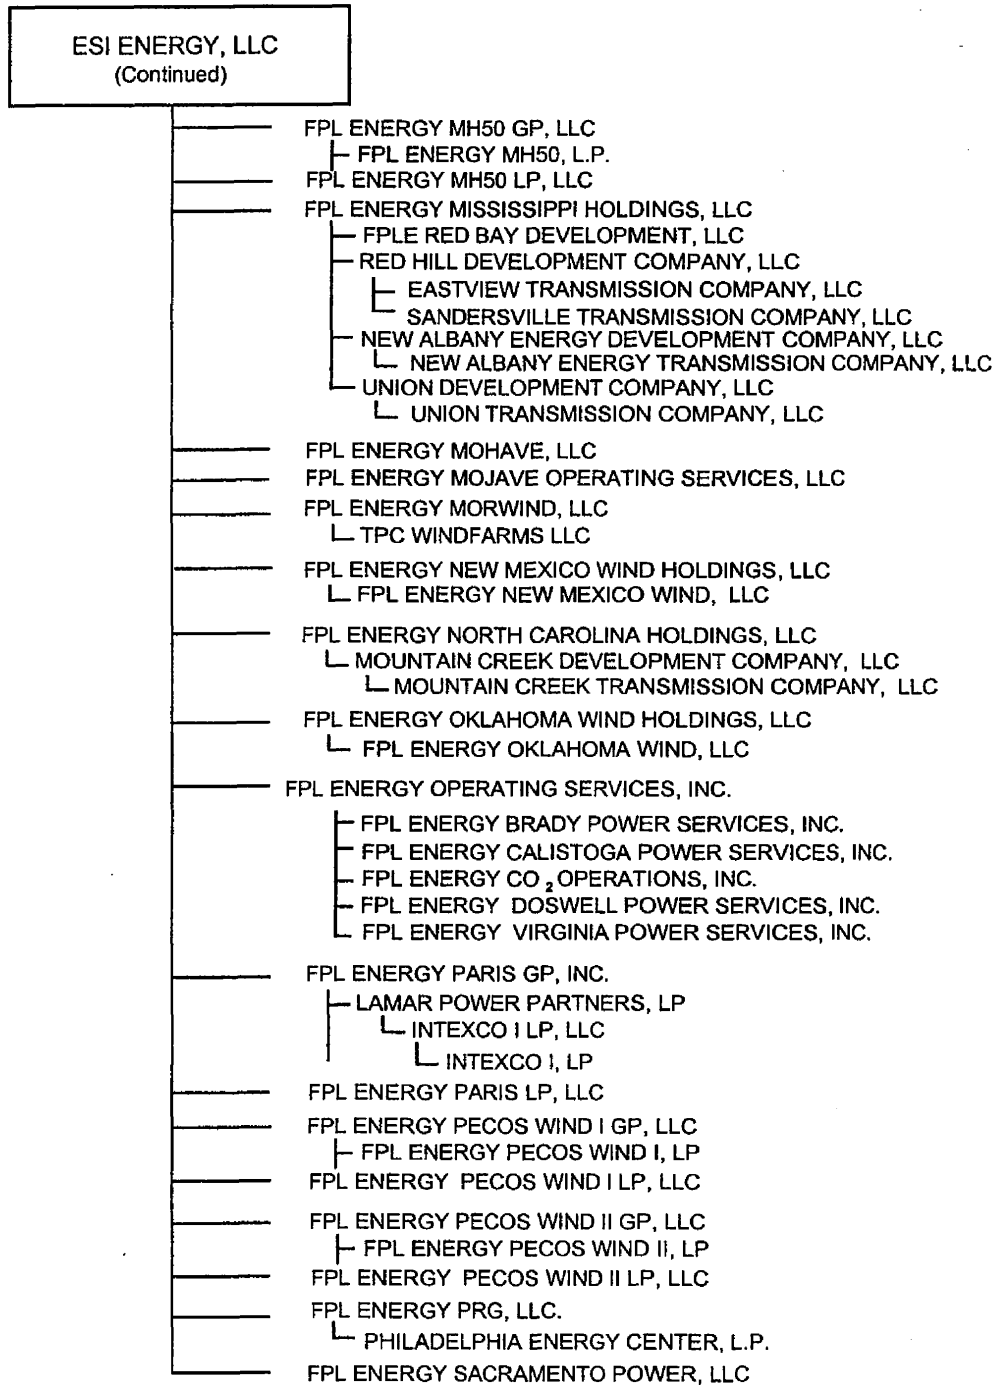 ESI ENERGY, LLC
(Continued)
FPL ENERGY MH50 GP, LLC
FPL ENERGY MH50, L.P.
FPL ENERGY MH50 LP, LLC
FPL ENERGY MISSISSIPPI HOLDINGS, LLC
FPLE RED BAY DEVELOPMENT, LLC
RED HILL DEVELOPMENT COMPANY, LLC
EASTVIEW TRANSMISSION COMPANY, LLC
SANDERSVILLE TRANSMISSION COMPANY, LLC
NEW ALBANY ENERGY DEVELOPMENT COMPANY, LLC
NEW ALBANY ENERGY TRANSMISSION COMPANY, LLC
UNION DEVELOPMENT COMPANY, LLC
UNION TRANSMISSION COMPANY, LLC
FPL ENERGY MOHAVE, LLC
FPL ENERGY MOJAVE OPERATING SERVICES, LLC
FPL ENERGY MORWIND, LLC
TPC WINDFARMS LLC
FPL ENERGY NEW MEXICO WIND HOLDINGS, LLC
FPL ENERGY NEW MEXICO WIND, LLC
FPL ENERGY NORTH CAROLINA HOLDINGS, LLC
MOUNTAIN CREEK DEVELOPMENT COMPANY, LLC
MOUNTAIN CREEK TRANSMISSION COMPANY, LLC
FPL ENERGY OKLAHOMA WIND HOLDINGS, LLC
FPL ENERGY OKLAHOMA WIND, LLC
FPL ENERGY OPERATING SERVICES, INC.
FPL ENERGY BRADY POWER SERVICES, INC.
FPL ENERGY CALISTOGA POWER SERVICES, INC.
FPL ENERGY CO₂ OPERATIONS, INC.
FPL ENERGY DOSWELL POWER SERVICES, INC.
FPL ENERGY VIRGINIA POWER SERVICES, INC.
FPL ENERGY PARIS GP, INC.
LAMAR POWER PARTNERS, LP
INTEXCO I LP, LLC
INTEXCO I, LP
FPL ENERGY PARIS LP, LLC
FPL ENERGY PECOS WIND I GP, LLC
FPL ENERGY PECOS WIND I, LP
FPL ENERGY PECOS WIND I LP, LLC
FPL ENERGY PECOS WIND II GP, LLC
FPL ENERGY PECOS WIND II, LP
FPL ENERGY PECOS WIND II LP, LLC
FPL ENERGY PRG, LLC.
PHILADELPHIA ENERGY CENTER, L.P.
FPL ENERGY SACRAMENTO POWER, LLC